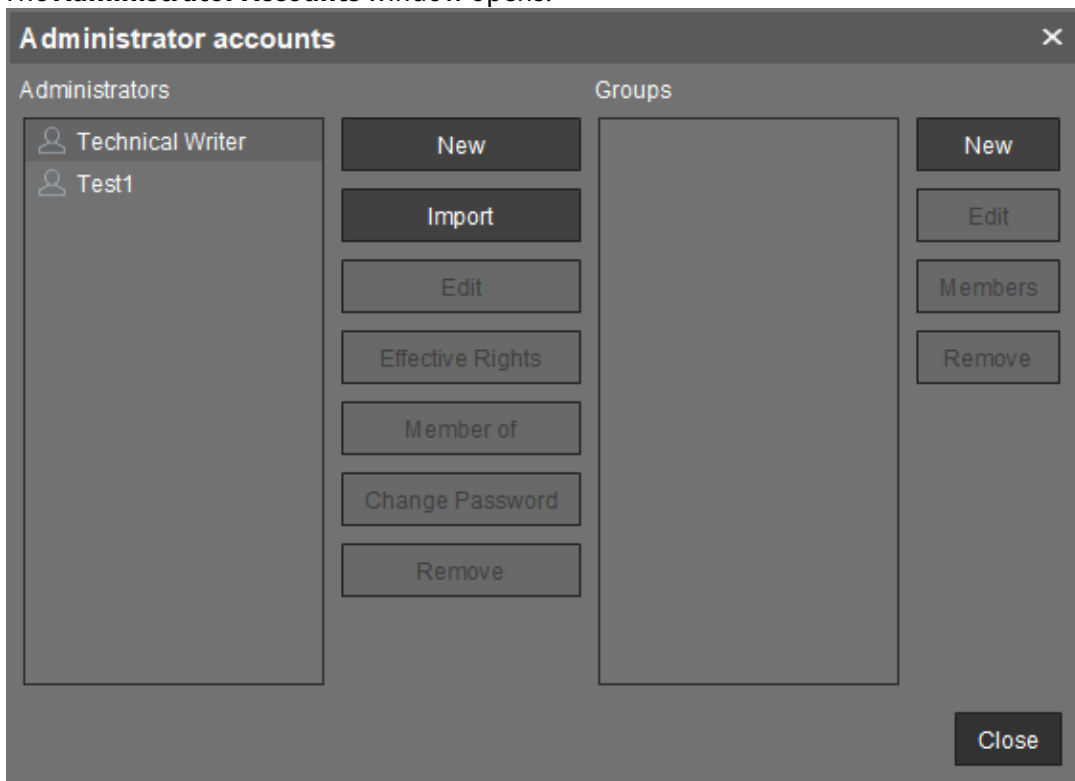 Administrator accounts
Administrators
Groups
Technical Writer
Test1
New
Import
Edit
Effective Rights
Member of
Change Password
Remove
New
Edit
Members
Remove
Close